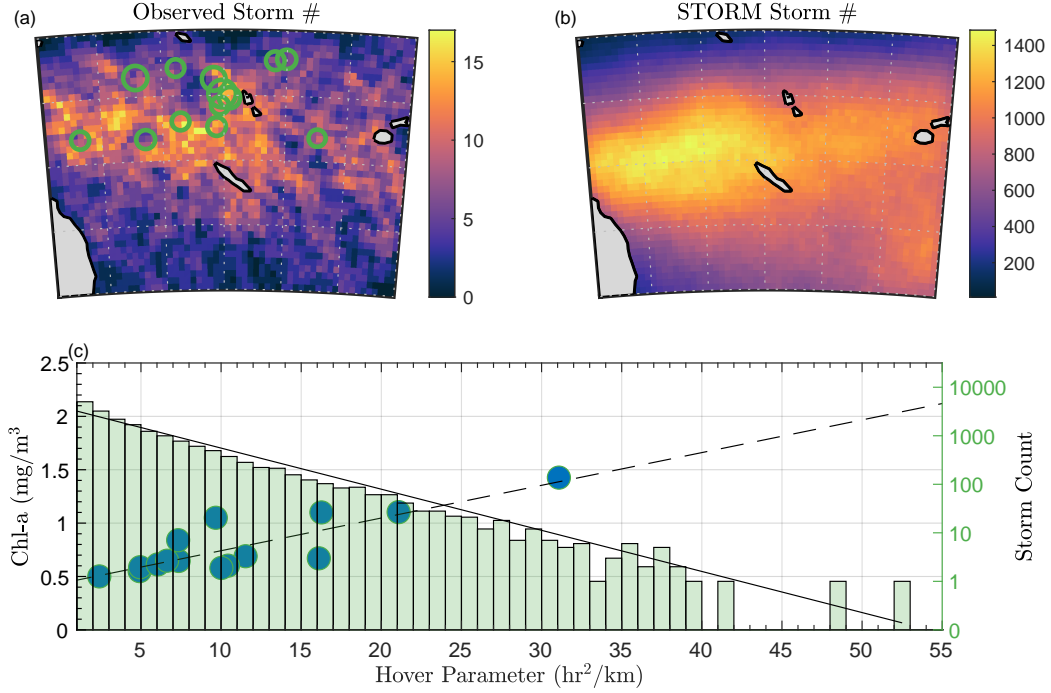 (a)
Observed Storm #
15
10
5
0
(b)
STORM Storm #
1400
1200
1000
800
600
400
200
(c)
2.5
2
1.5
1
0.5
0
Chl-a (mg/m³)
10000
1000
100
10
1
0
Storm Count
5 10 15 20 25 30 35 40 45 50 55
Hover Parameter (hr²/km)